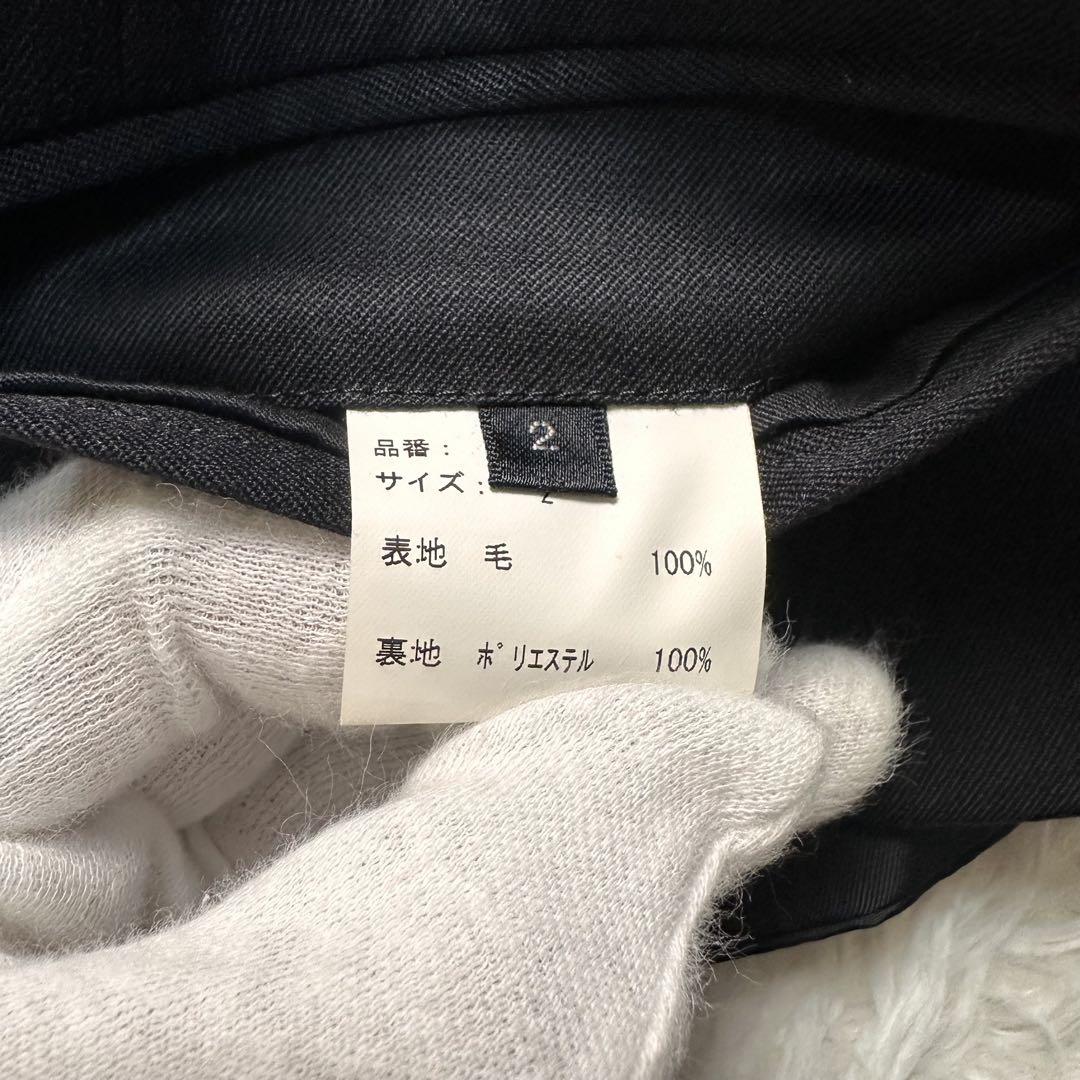 2
品番:
サイズ: 2
表地 毛 100%
裏地 ポリエステル 100%